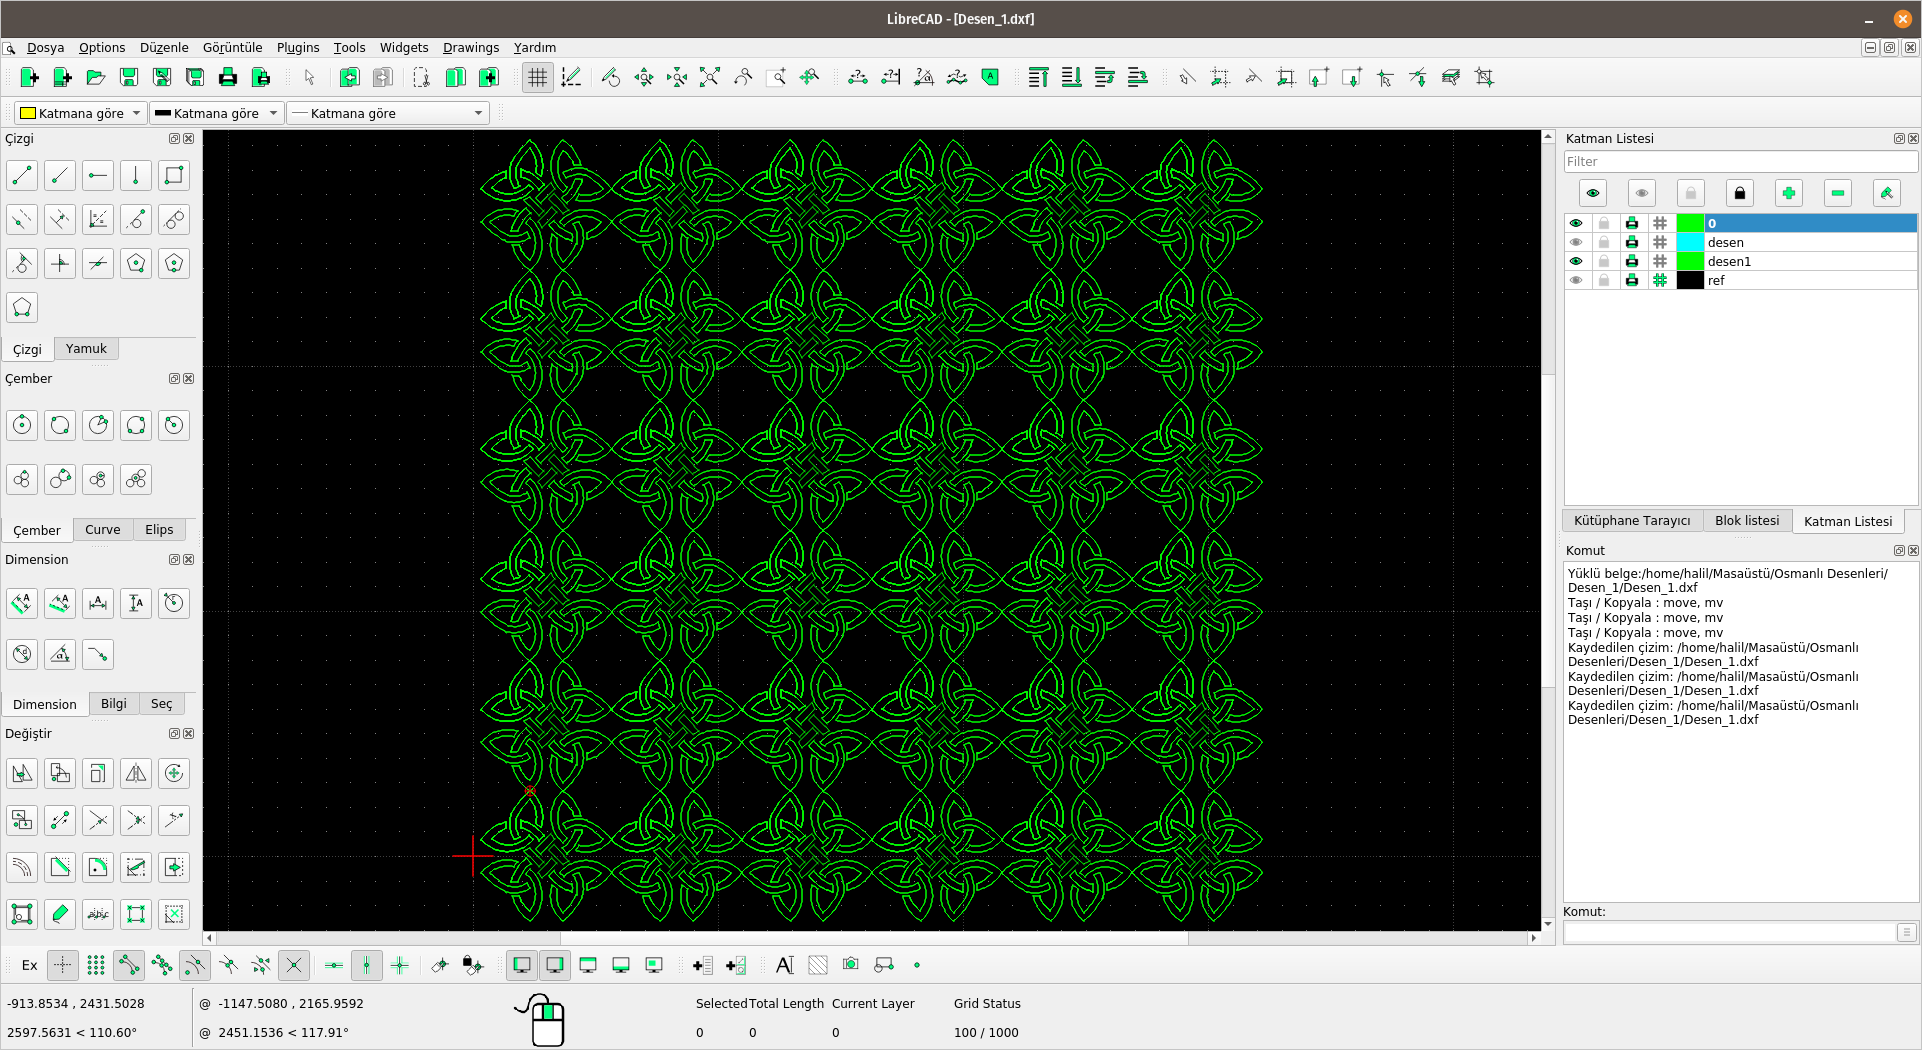 LibreCAD - [Desen_1.dxf]
Dosya Options Düzenle Görüntüle Plugins Tools Widgets Drawings Yardım
Katmana göre Katmana göre Katmana göre
Çizgi
Çizgi Yamuk
Çember
Çember Curve Elips
Dimension
Dimension Bilgi Seç
Değiştir
Katman Listesi
Filter
0
desen
desen1
ref
Kütüphane Tarayıcı Blok listesi Katman Listesi
Komut
Yüklü belge:/home/halil/Masaüstü/Osmanlı Desenleri/
Desen_1/Desen_1.dxf
Taşı / Kopyala : move, mv
Taşı / Kopyala : move, mv
Taşı / Kopyala : move, mv
Kaydedilen çizim: /home/halil/Masaüstü/Osmanlı
Desenleri/Desen_1/Desen_1.dxf
Kaydedilen çizim: /home/halil/Masaüstü/Osmanlı
Desenleri/Desen_1/Desen_1.dxf
Kaydedilen çizim: /home/halil/Masaüstü/Osmanlı
Desenleri/Desen_1/Desen_1.dxf
Komut:
Ex
-913.8534 , 2431.5028 @ -1147.5080 , 2165.9592 Selected Total Length Current Layer Grid Status
2597.5631 < 110.60° @ 2451.1536 < 117.91° 0 0 0 100 / 1000